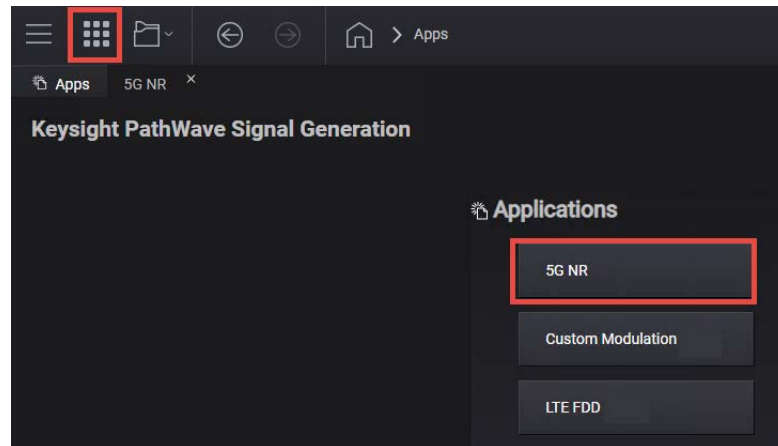 Apps
Apps 5G NR ×
Keysight PathWave Signal Generation
Applications
5G NR
Custom Modulation
LTE FDD